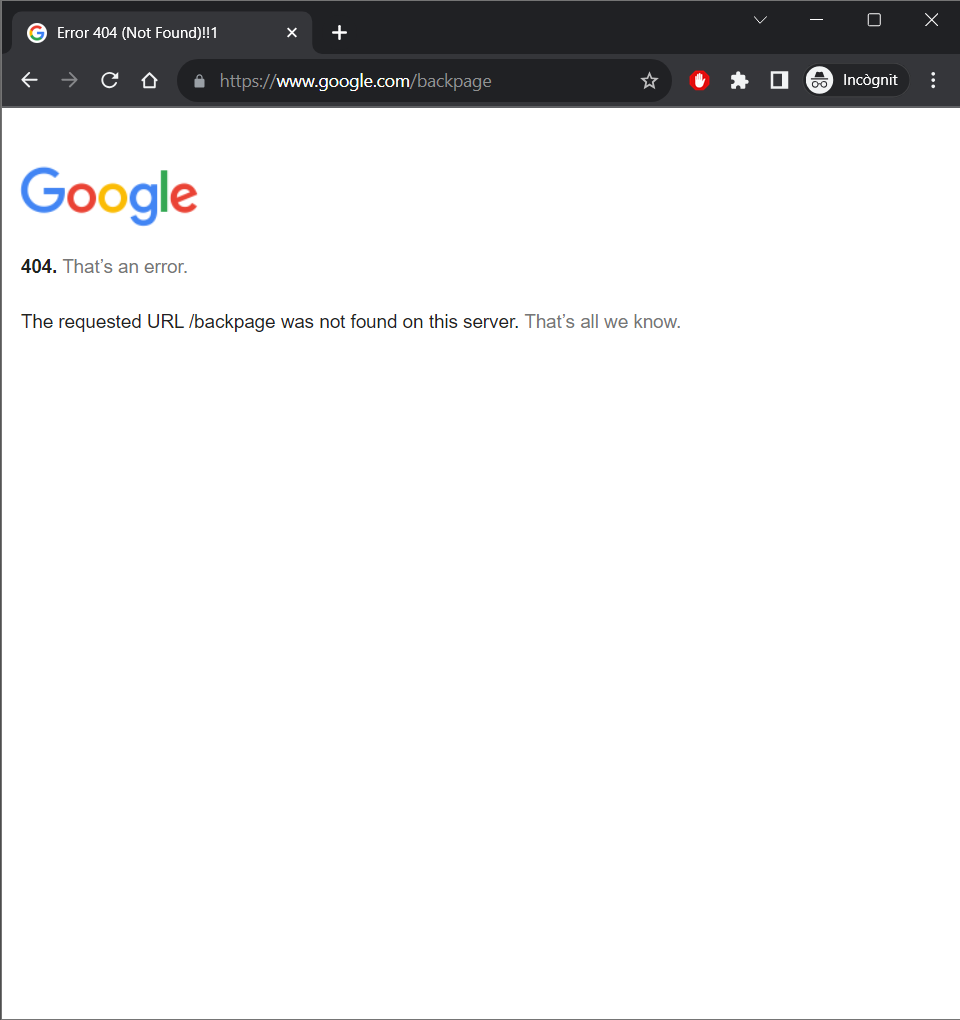 Error 404 (Not Found)!!1
https://www.google.com/backpage
Incògnit
Google
404. That’s an error.
The requested URL /backpage was not found on this server. That’s all we know.